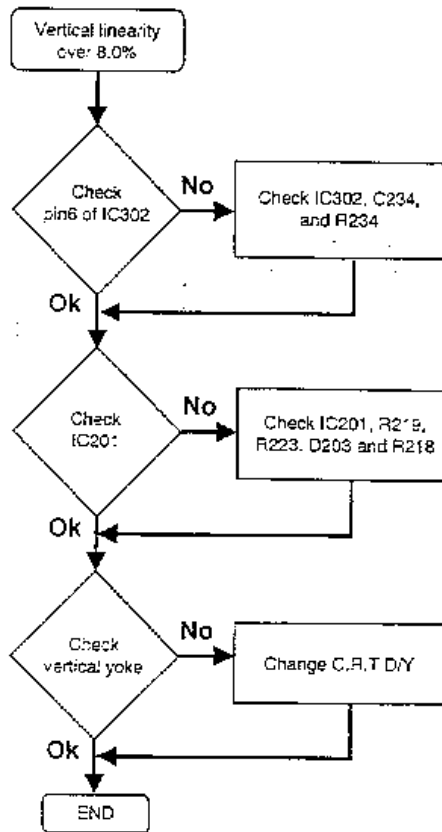 Vertical linearity
over 8.0%
Check
pin6 of IC302
No
Check IC302, C234,
and R234
Ok
Check
IC201
No
Check IC201, R219,
R223. D203 and R218
Ok
Check
vertical yoke
No
Change C.R.T D/Y
Ok
END